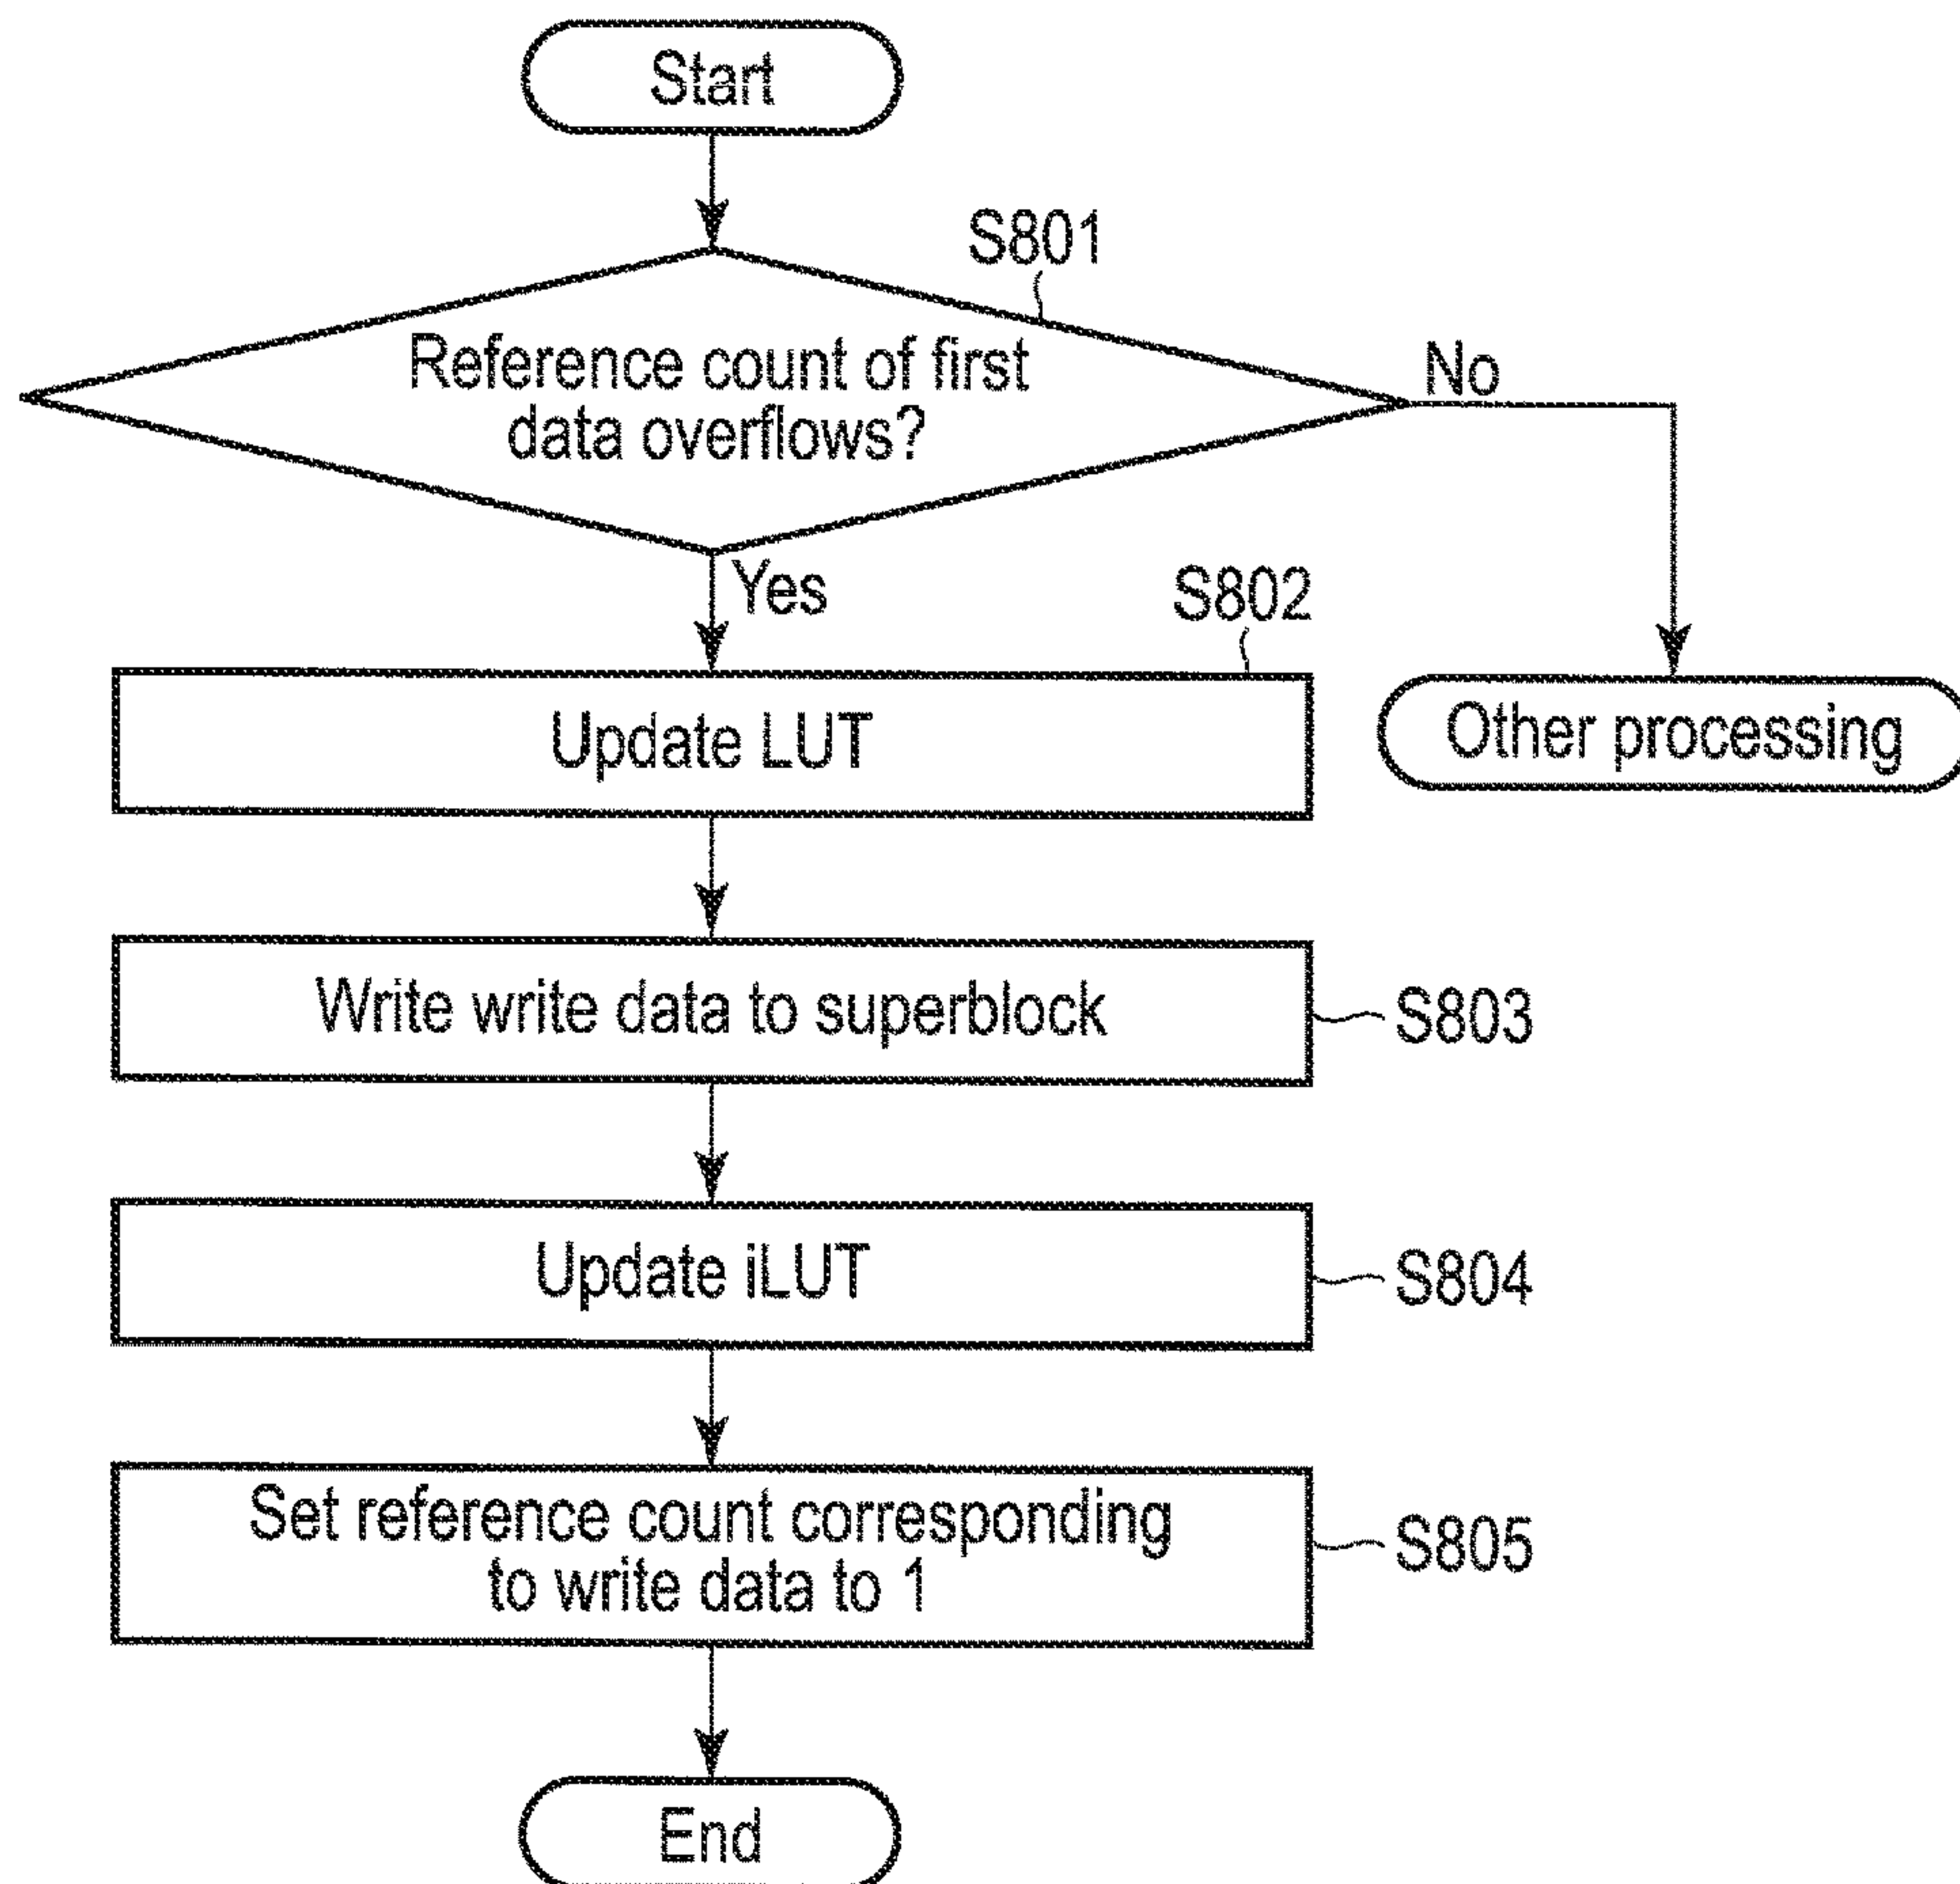 Start
S801
Reference count of first
data overflows?
No
Yes
S802
Update LUT
Other processing
Write write data to superblock
S803
Update iLUT
S804
Set reference count corresponding
to write data to 1
S805
End